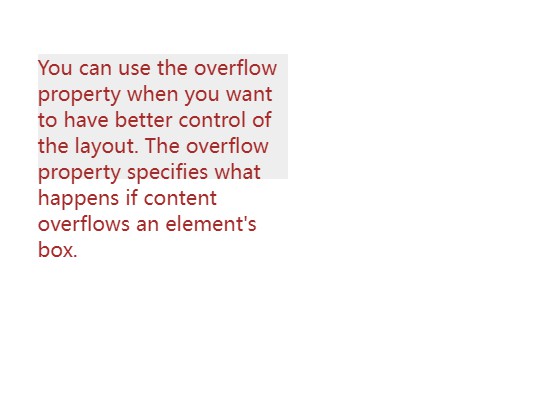 You can use the overflow
property when you want
to have better control of
the layout. The overflow
property specifies what
happens if content
overflows an element's
box.